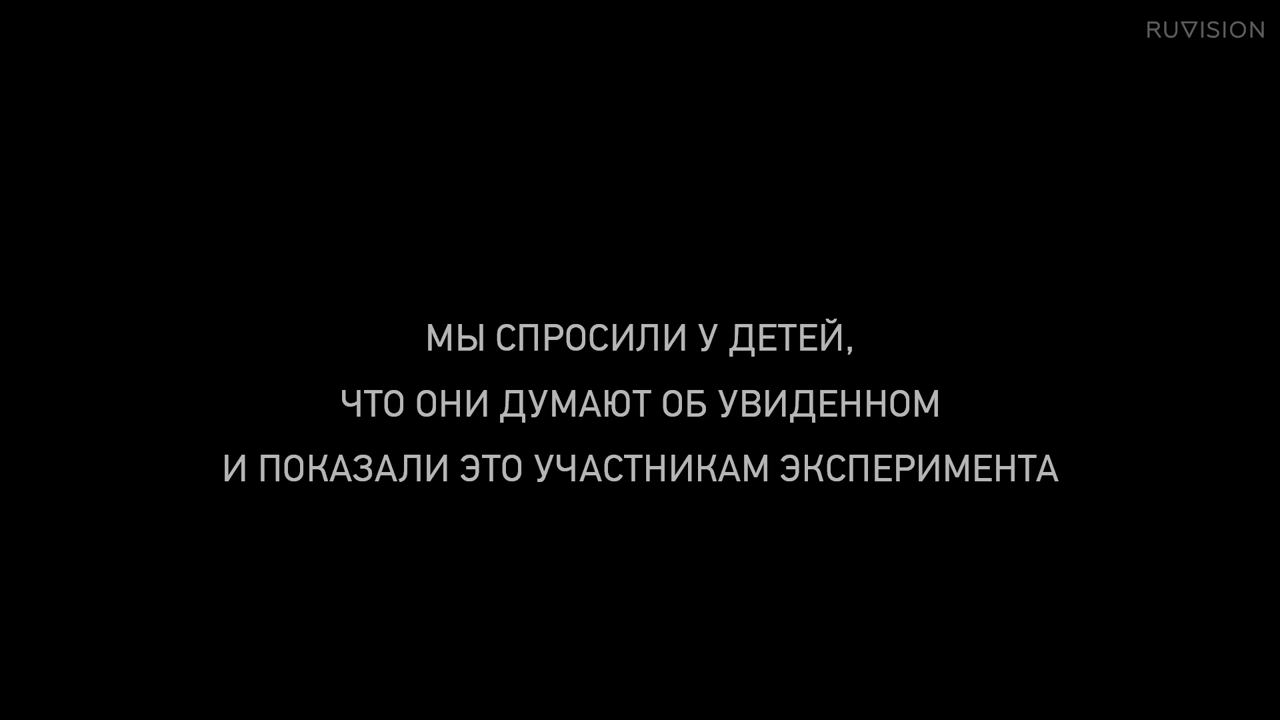 RUVISION
МЫ СПРОСИЛИ У ДЕТЕЙ,
ЧТО ОНИ ДУМАЮТ ОБ УВИДЕННОМ
И ПОКАЗАЛИ ЭТО УЧАСТНИКАМ ЭКСПЕРИМЕНТА